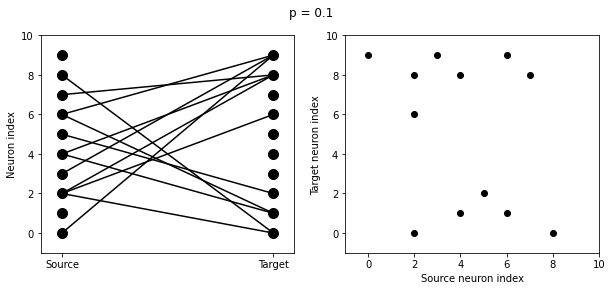 p = 0.1
Neuron index
10
8
6
4
2
0
Source Target
Target neuron index
10
8
6
4
2
0
0 2 4 6 8 10
Source neuron index